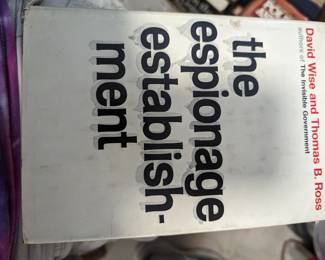 David Wise and Thomas B. Ross
authors of The Invisible Government
the
espionage
establish-
ment